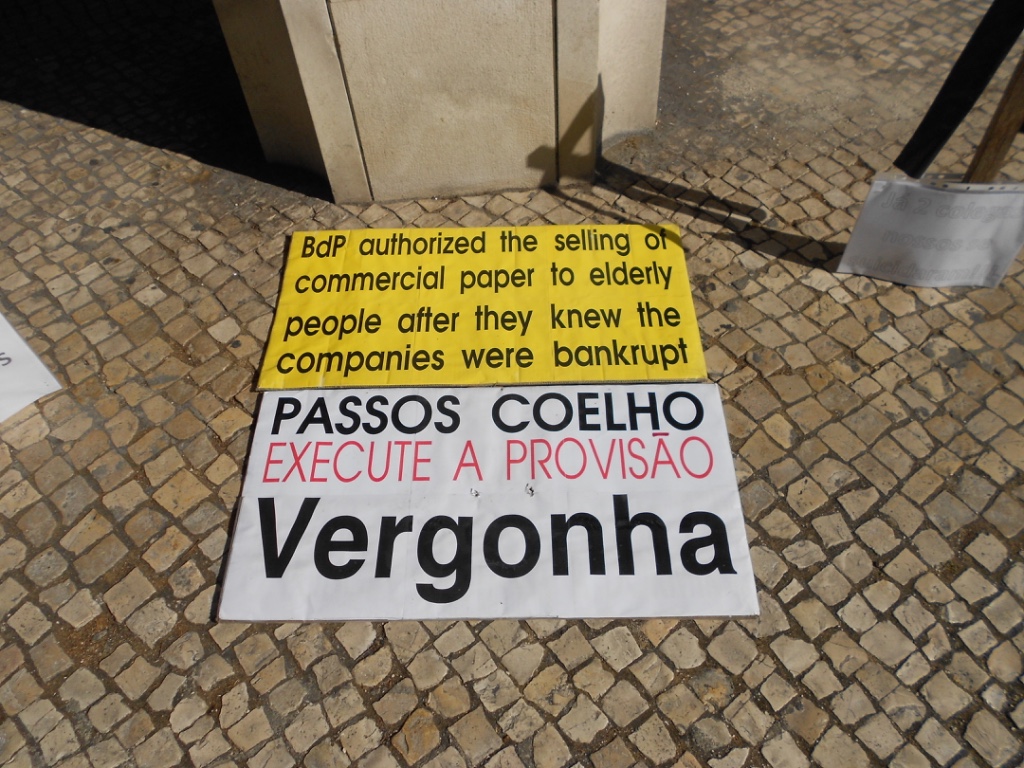 BdP authorized the selling of
commercial paper to elderly
people after they knew the
companies were bankrupt
PASSOS COELHO
EXECUTE A PROVISÃO
Vergonha